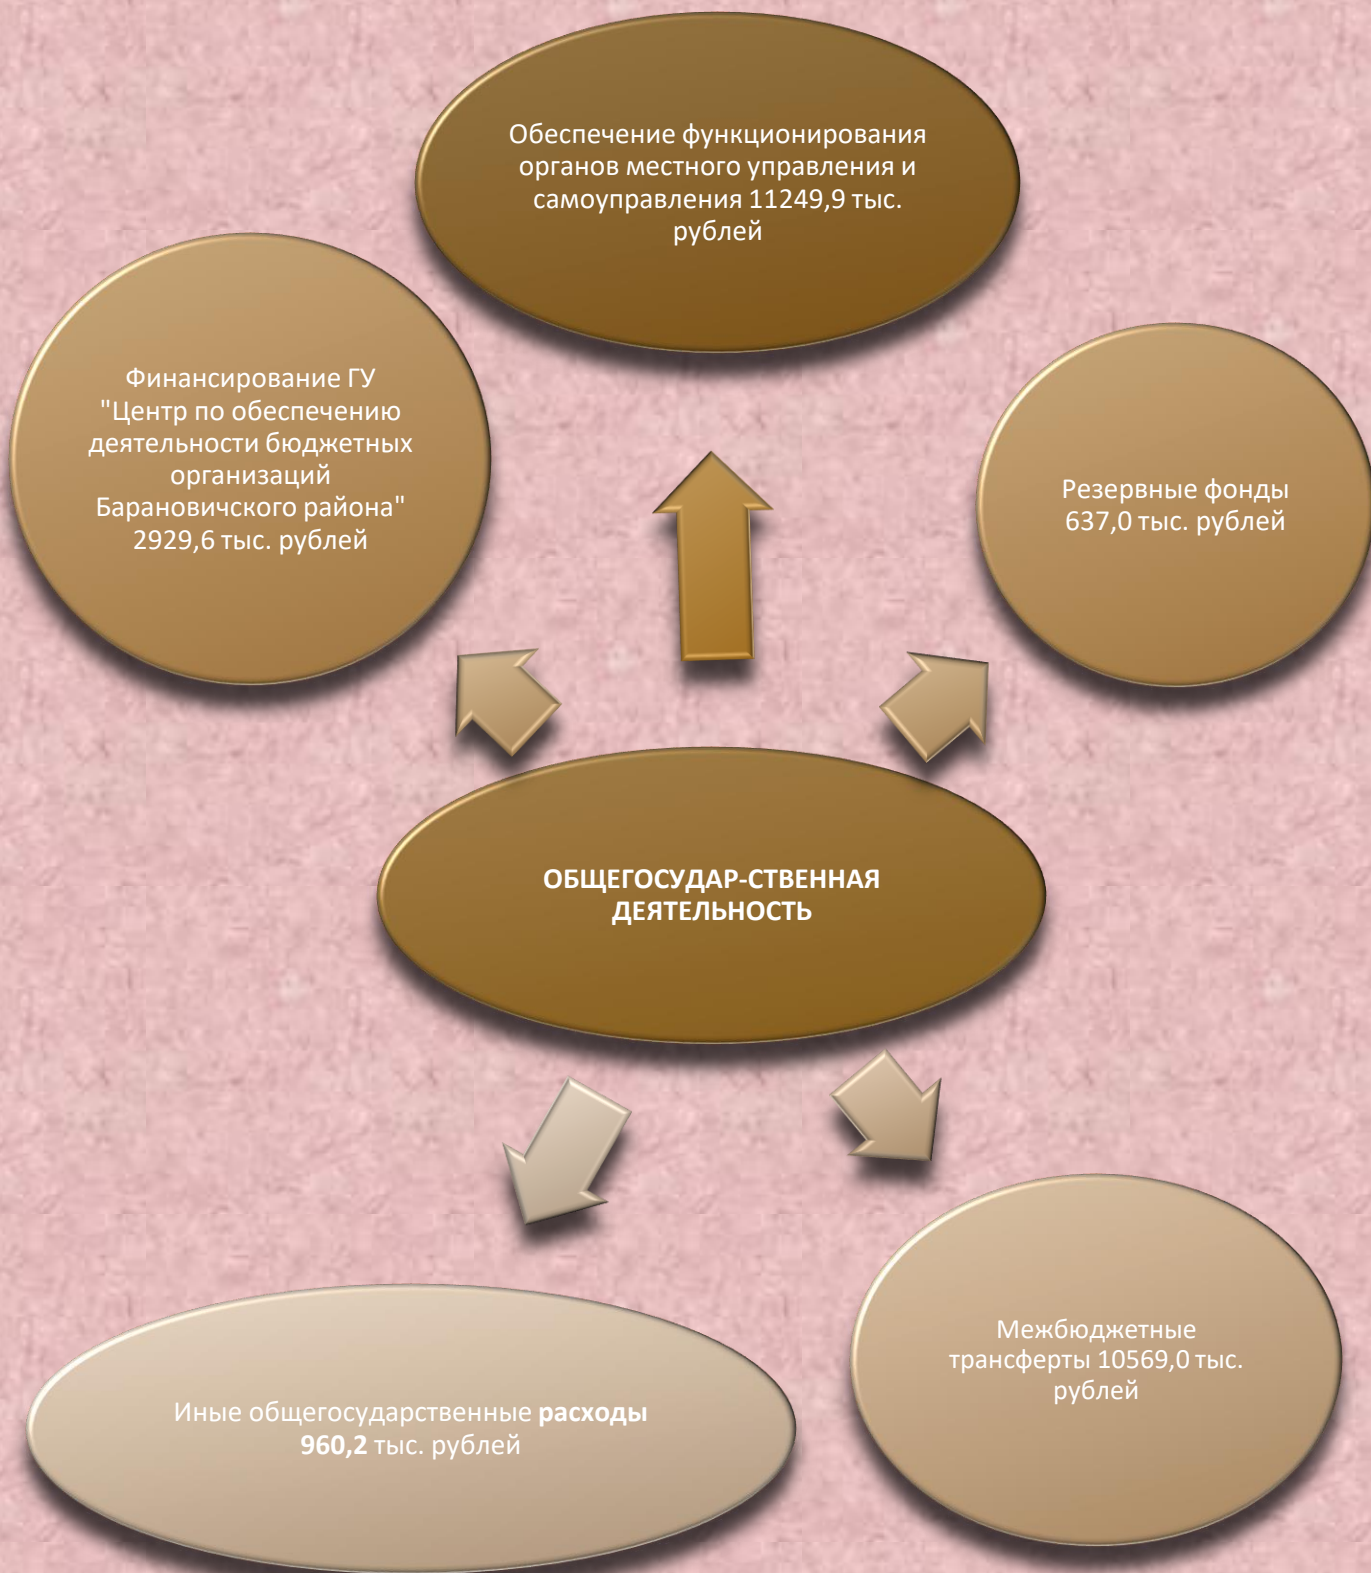 Обеспечение функционирования
органов местного управления и
самоуправления 11249,9 тыс.
рублей
Финансирование ГУ
"Центр по обеспечению
деятельности бюджетных
организаций
Барановичского района"
2929,6 тыс. рублей
Резервные фонды
637,0 тыс. рублей
ОБЩЕГОСУДАР-СТВЕННАЯ
ДЕЯТЕЛЬНОСТЬ
Межбюджетные
трансферты 10569,0 тыс.
рублей
Иные общегосударственные расходы
960,2 тыс. рублей